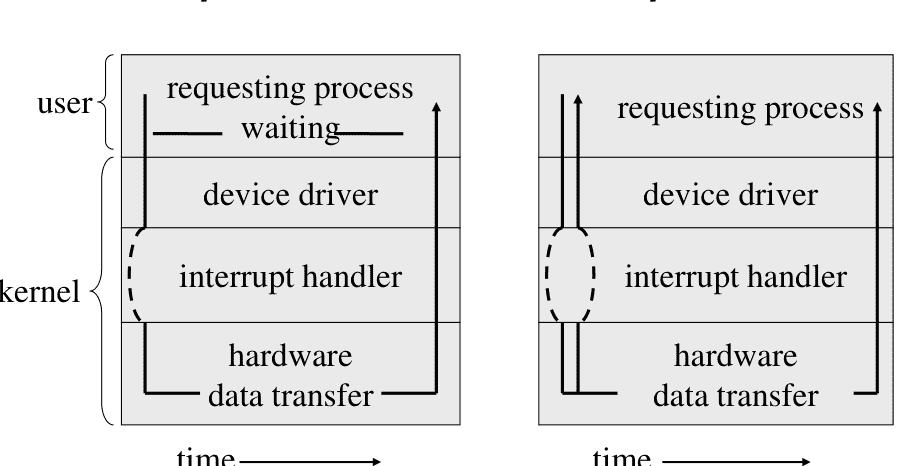 user
requesting process
waiting
device driver
kernel
interrupt handler
hardware
data transfer
time
requesting process
device driver
interrupt handler
hardware
data transfer
time